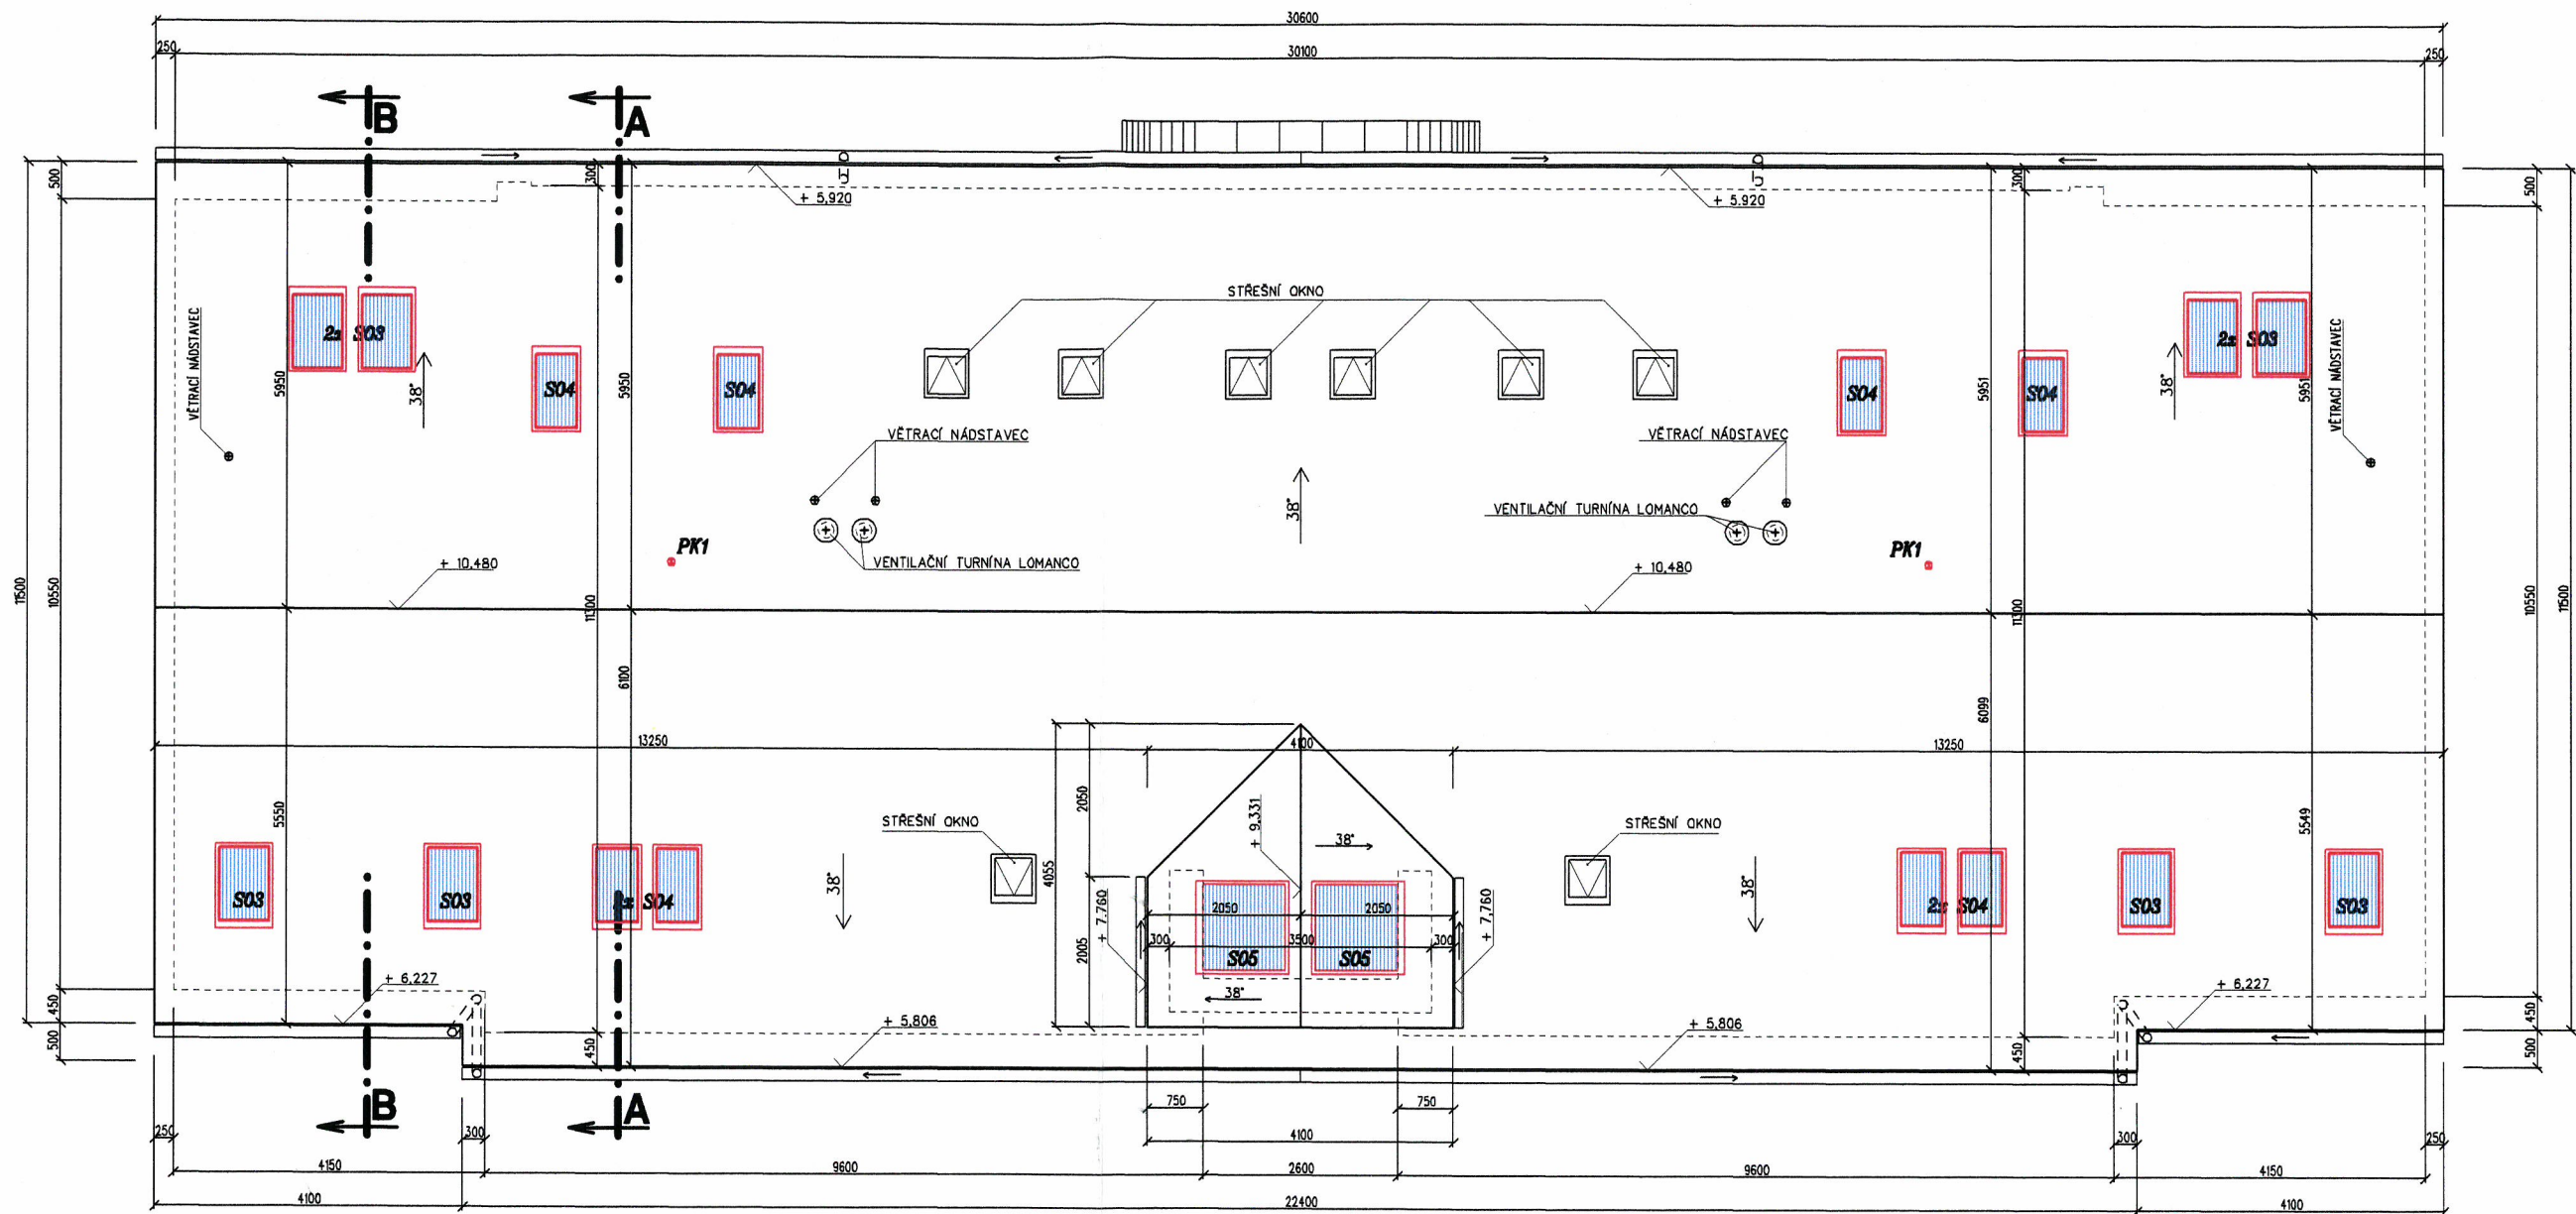 30600
250
30100
250
B
A
500
300
300
500
+ 5,920
+ 5.920
STŘEŠNÍ OKNO
VĚTRACÍ NÁDSTAVEC
2x S03
38°
5950
S04
5950
S04
S04
5951
S04
38°
2x S03
5951
VĚTRACÍ NÁDSTAVEC
VĚTRACÍ NÁDSTAVEC
VĚTRACÍ NÁDSTAVEC
38°
VENTILAČNÍ TURNÍNA LOMANCO
PK1
VENTILAČNÍ TURNÍNA LOMANCO
PK1
+ 10,480
+ 10,480
11500
10550
11300
11300
10550
11500
6100
6099
13250
4100
13250
5550
4055
2050
2005
+ 9,331
38°
5549
STŘEŠNÍ OKNO
STŘEŠNÍ OKNO
S03
S03
2x S04
38°
+ 7.760
2050
2050
300
3500
300
S05
S05
38°
+ 7,760
38°
2x S04
S03
S03
+ 6,227
+ 6,227
450
500
450
+ 5,806
+ 5,806
450
450
500
B
A
750
750
250
300
4100
300
250
4150
9600
2600
9600
4150
4100
22400
4100